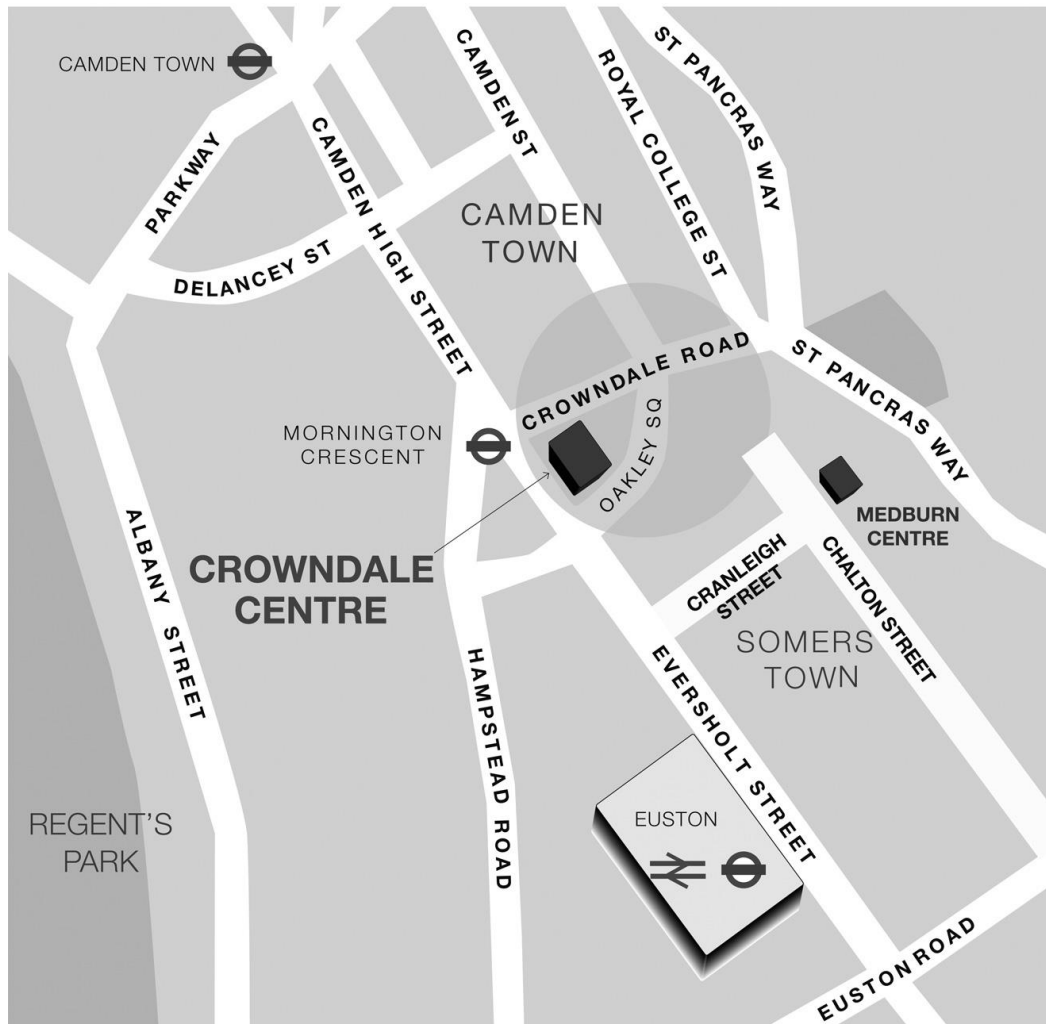 CAMDEN TOWN
CAMDEN ST
ROYAL COLLEGE ST
ST PANCRAS WAY
PARKWAY
CAMDEN HIGH STREET
CAMDEN
TOWN
DELANCEY ST
CROWNDALE ROAD
ST PANCRAS WAY
OAKLEY SQ
MORNINGTON
CRESCENT
MEDBURN
CENTRE
ALBANY STREET
CROWNDALE
CENTRE
CRANLEIGH
STREET
CHALTON STREET
SOMERS
TOWN
HAMPSTEAD ROAD
EVERSHOLT STREET
REGENT'S
PARK
EUSTON
EUSTON ROAD